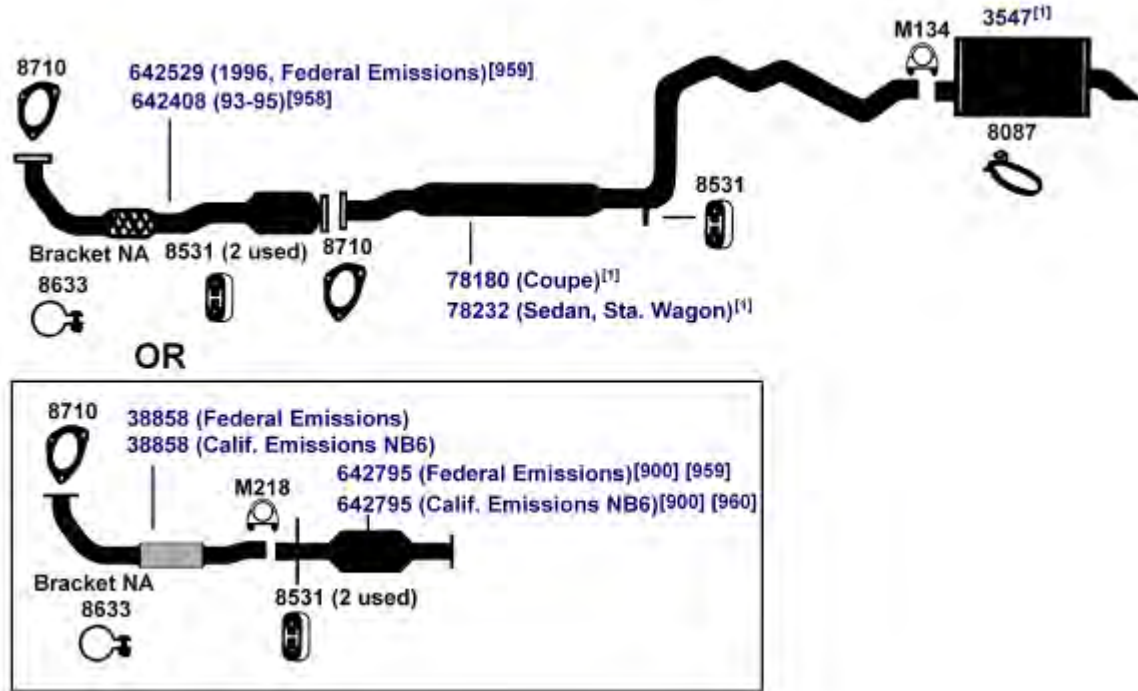 M134
3547[1]
8710
642529 (1996, Federal Emissions)[959]
642408 (93-95)[958]
8087
8531
Bracket NA
8531 (2 used)
8710
8633
78180 (Coupe)[1]
78232 (Sedan, Sta. Wagon)[1]
OR
8710
38858 (Federal Emissions)
38858 (Calif. Emissions NB6)
642795 (Federal Emissions)[900] [959]
M218
642795 (Calif. Emissions NB6)[900] [960]
Bracket NA
8633
8531 (2 used)